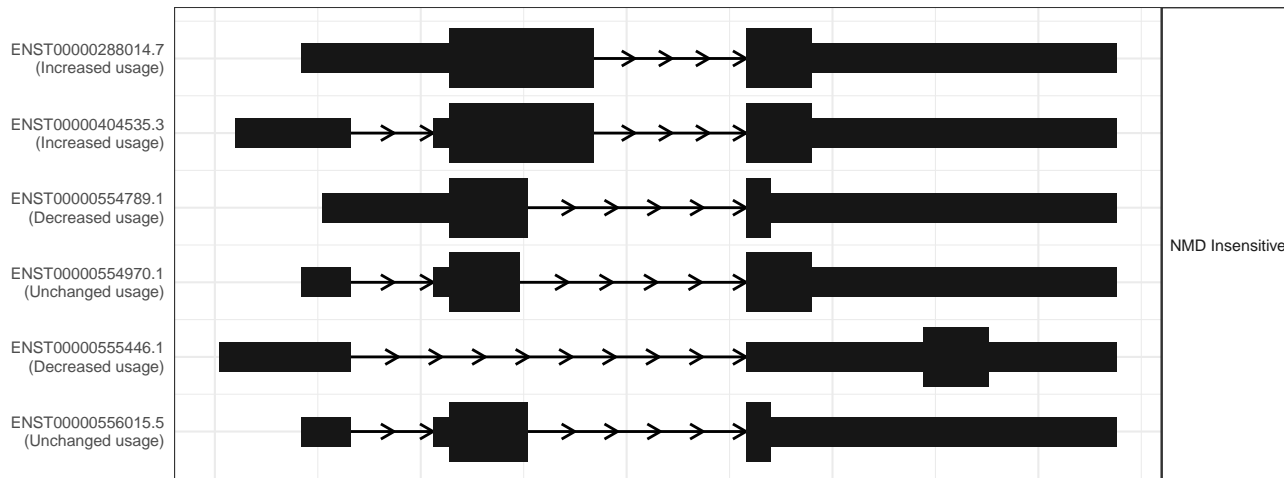 ENST00000288014.7
(Increased usage)
ENST00000404535.3
(Increased usage)
ENST00000554789.1
(Decreased usage)
NMD Insensitive
ENST00000554970.1
(Unchanged usage)
ENST00000555446.1
(Decreased usage)
ENST00000556015.5
(Unchanged usage)